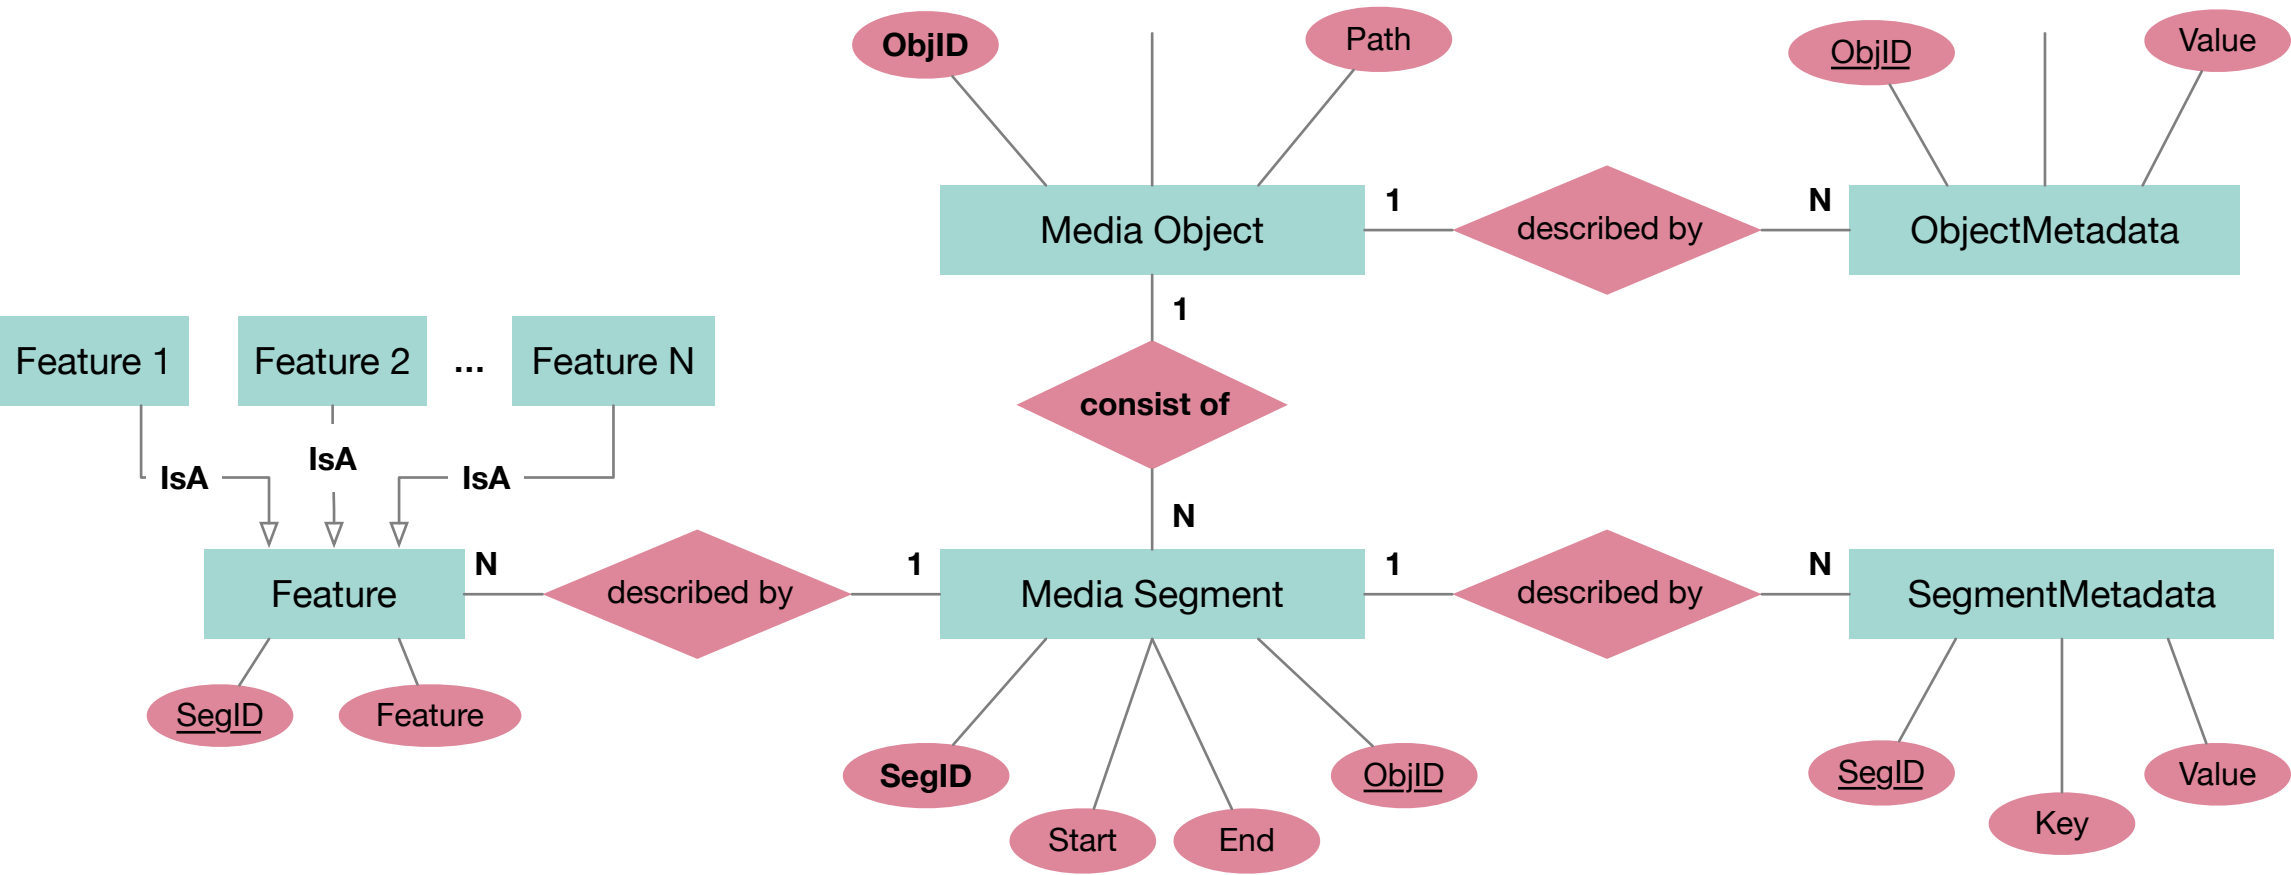 ObjID
Path
ObjID
Value
Media Object
1
described by
N
ObjectMetadata
1
Feature 1
Feature 2
...
Feature N
consist of
IsA
IsA
IsA
N
Feature
N
described by
1
Media Segment
1
described by
N
SegmentMetadata
SegID
Feature
SegID
Start
End
ObjID
SegID
Key
Value